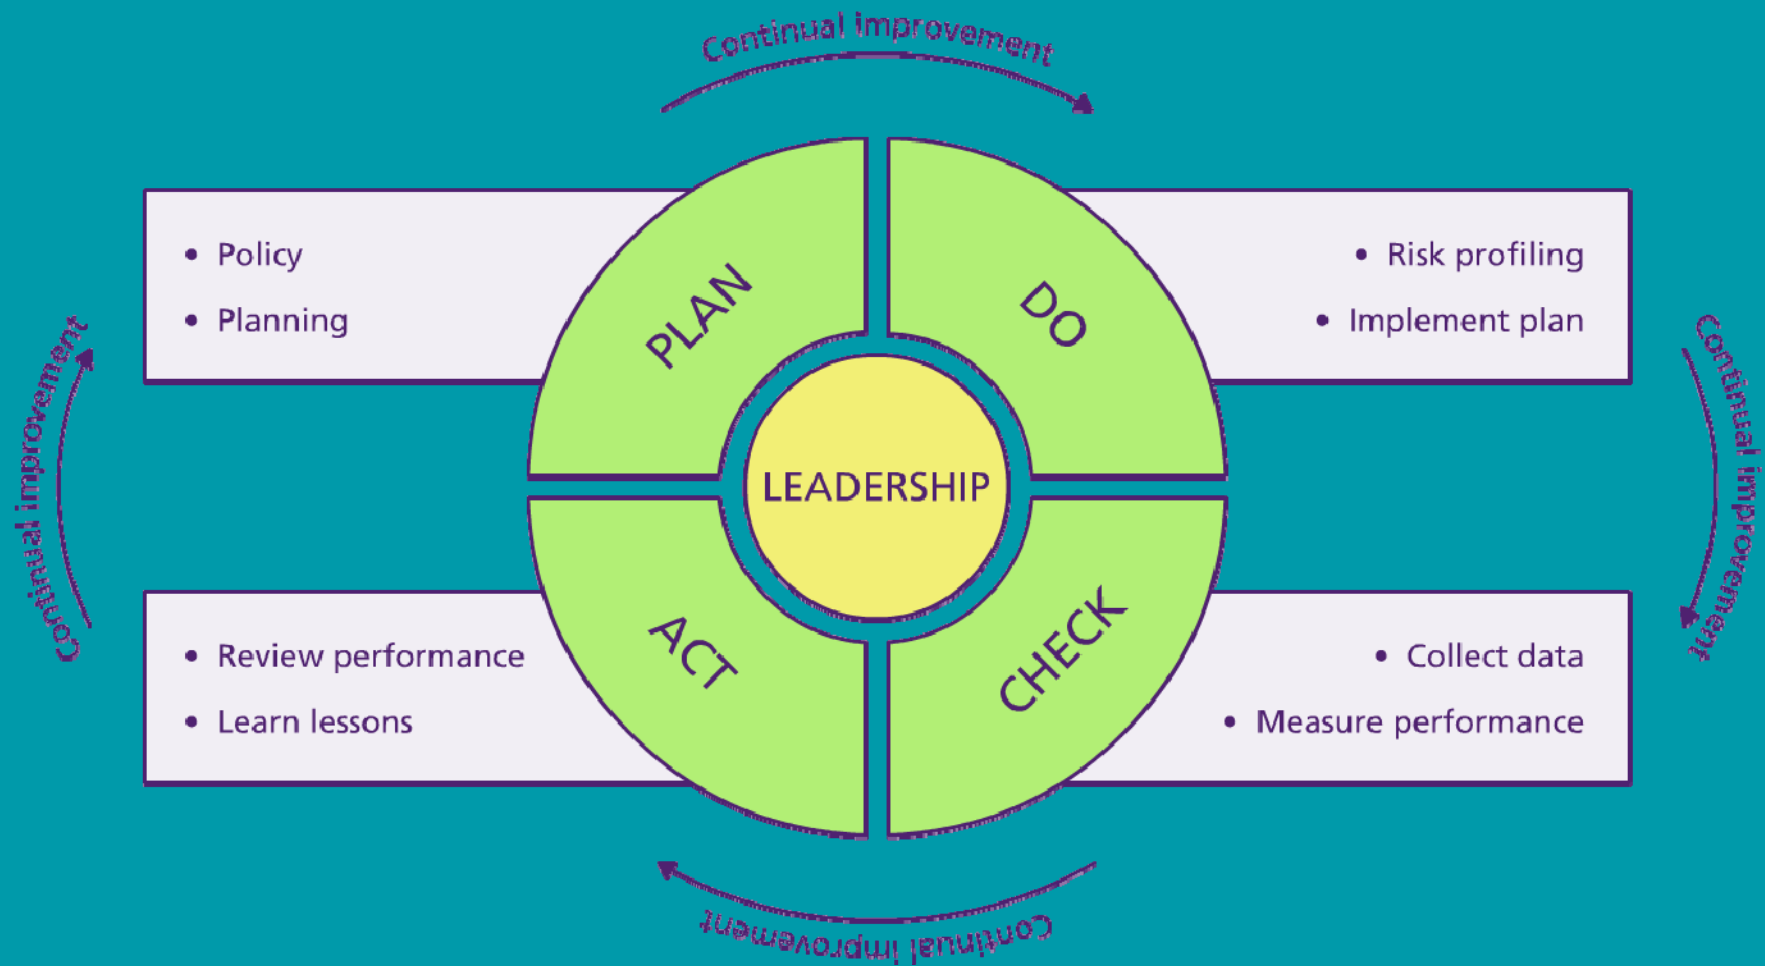 Continual improvement
• Policy
• Planning
PLAN
DO
• Risk profiling
• Implement plan
Continual improvement
LEADERSHIP
Continual improvement
• Review performance
• Learn lessons
ACT
CHECK
• Collect data
• Measure performance
Continual improvement